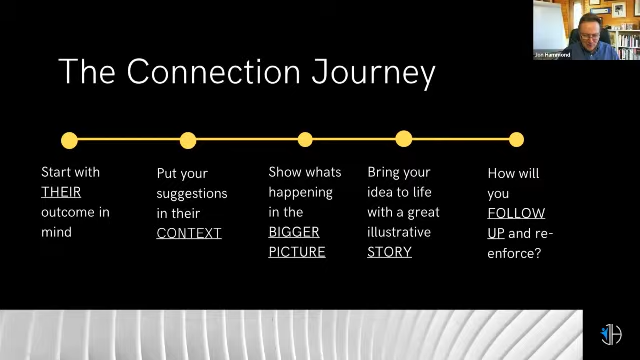 Jon Hammond
The Connection Journey
Start with
THEIR
outcome in
mind
Put your
suggestions
in their
CONTEXT
Show whats
happening
in the
BIGGER
PICTURE
Bring your
idea to life
with a great
illustrative
STORY
How will
you
FOLLOW
UP and re-
enforce?
JH